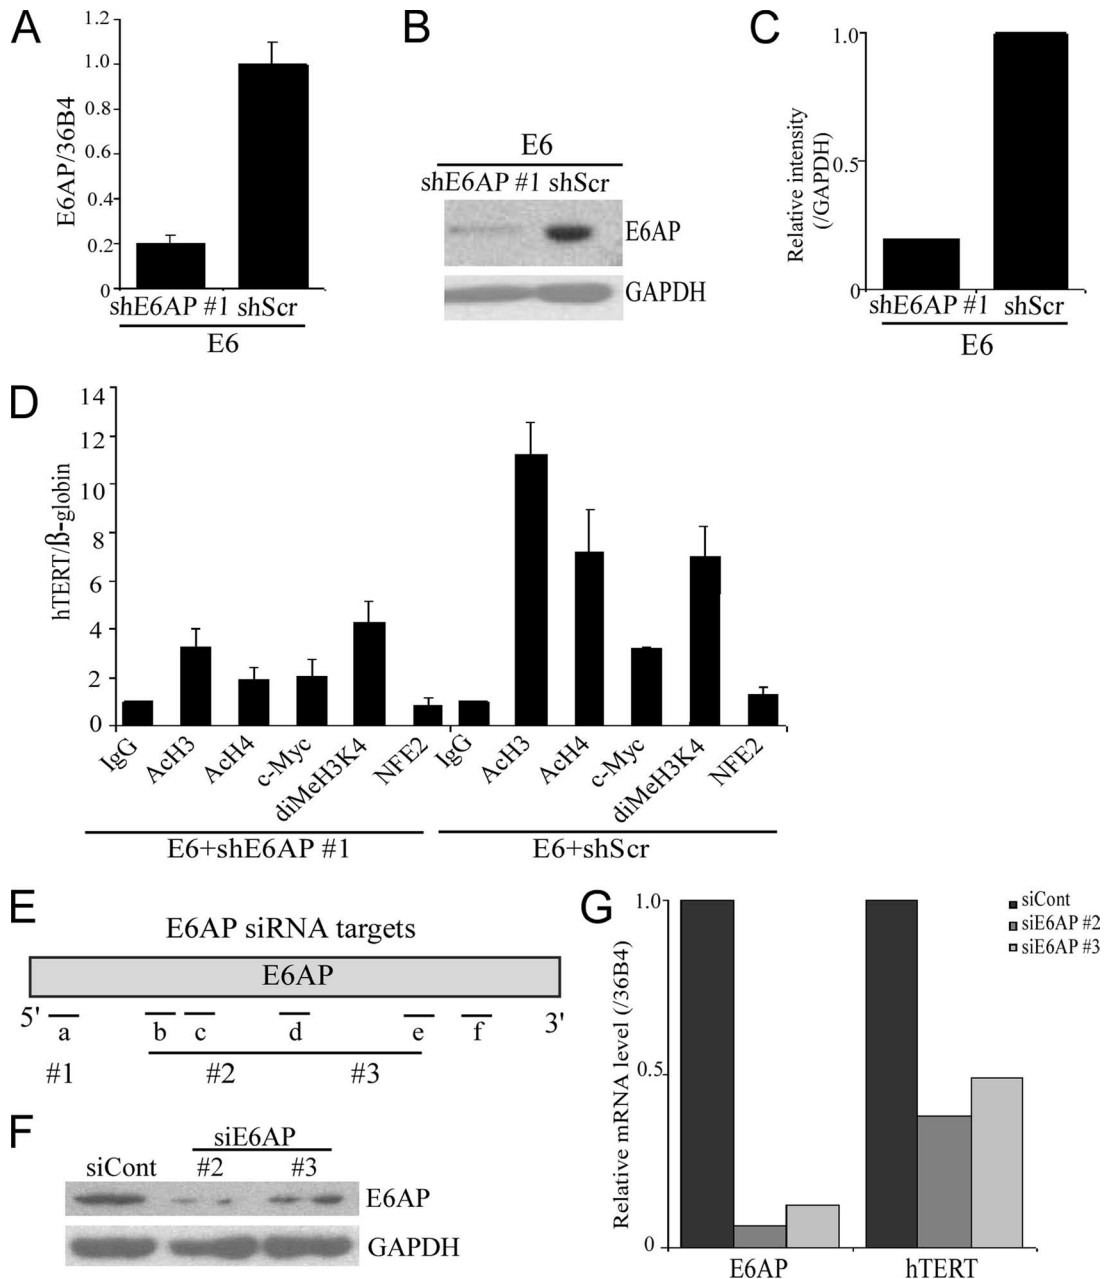 A
1.2
1.0
0.8
0.6
0.4
0.2
0
E6AP/36B4
shE6AP #1 shScr
E6
B
E6
shE6AP #1 shScr
E6AP
GAPDH
C
1.0
0.5
0
Relative intensity
(/GAPDH)
shE6AP #1 shScr
E6
D
14
12
10
8
6
4
2
0
hTERT/ß-globin
IgG
AcH3
AcH4
c-Myc
diMeH3K4
NFE2
IgG
AcH3
AcH4
c-Myc
diMeH3K4
NFE2
E6+shE6AP #1
E6+shScr
E
E6AP siRNA targets
E6AP
5' 3'
a b c d e f
#1 #2 #3
F
siE6AP
siCont #2 #3
E6AP
GAPDH
G
1.0
0.5
0
Relative mRNA level (/36B4)
siCont
siE6AP #2
siE6AP #3
E6AP hTERT